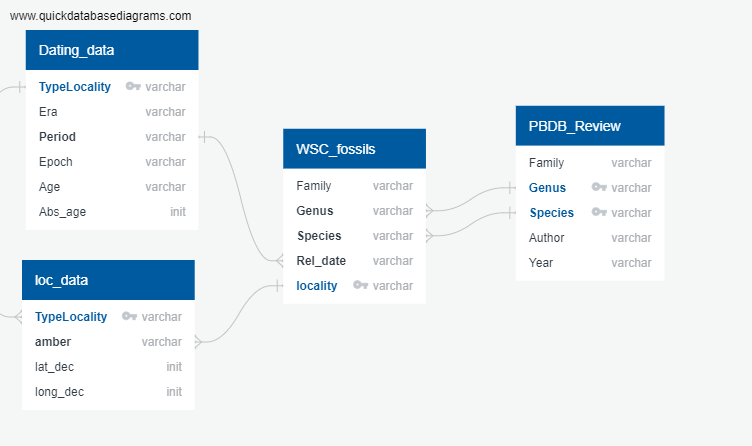 www.quickdatabasediagrams.com
Dating_data
TypeLocality varchar
Era varchar
Period varchar
Epoch varchar
Age varchar
Abs_age init
loc_data
TypeLocality varchar
amber varchar
lat_dec init
long_dec init
WSC_fossils
Family varchar
Genus varchar
Species varchar
Rel_date varchar
locality varchar
PBDB_Review
Family varchar
Genus varchar
Species varchar
Author varchar
Year varchar